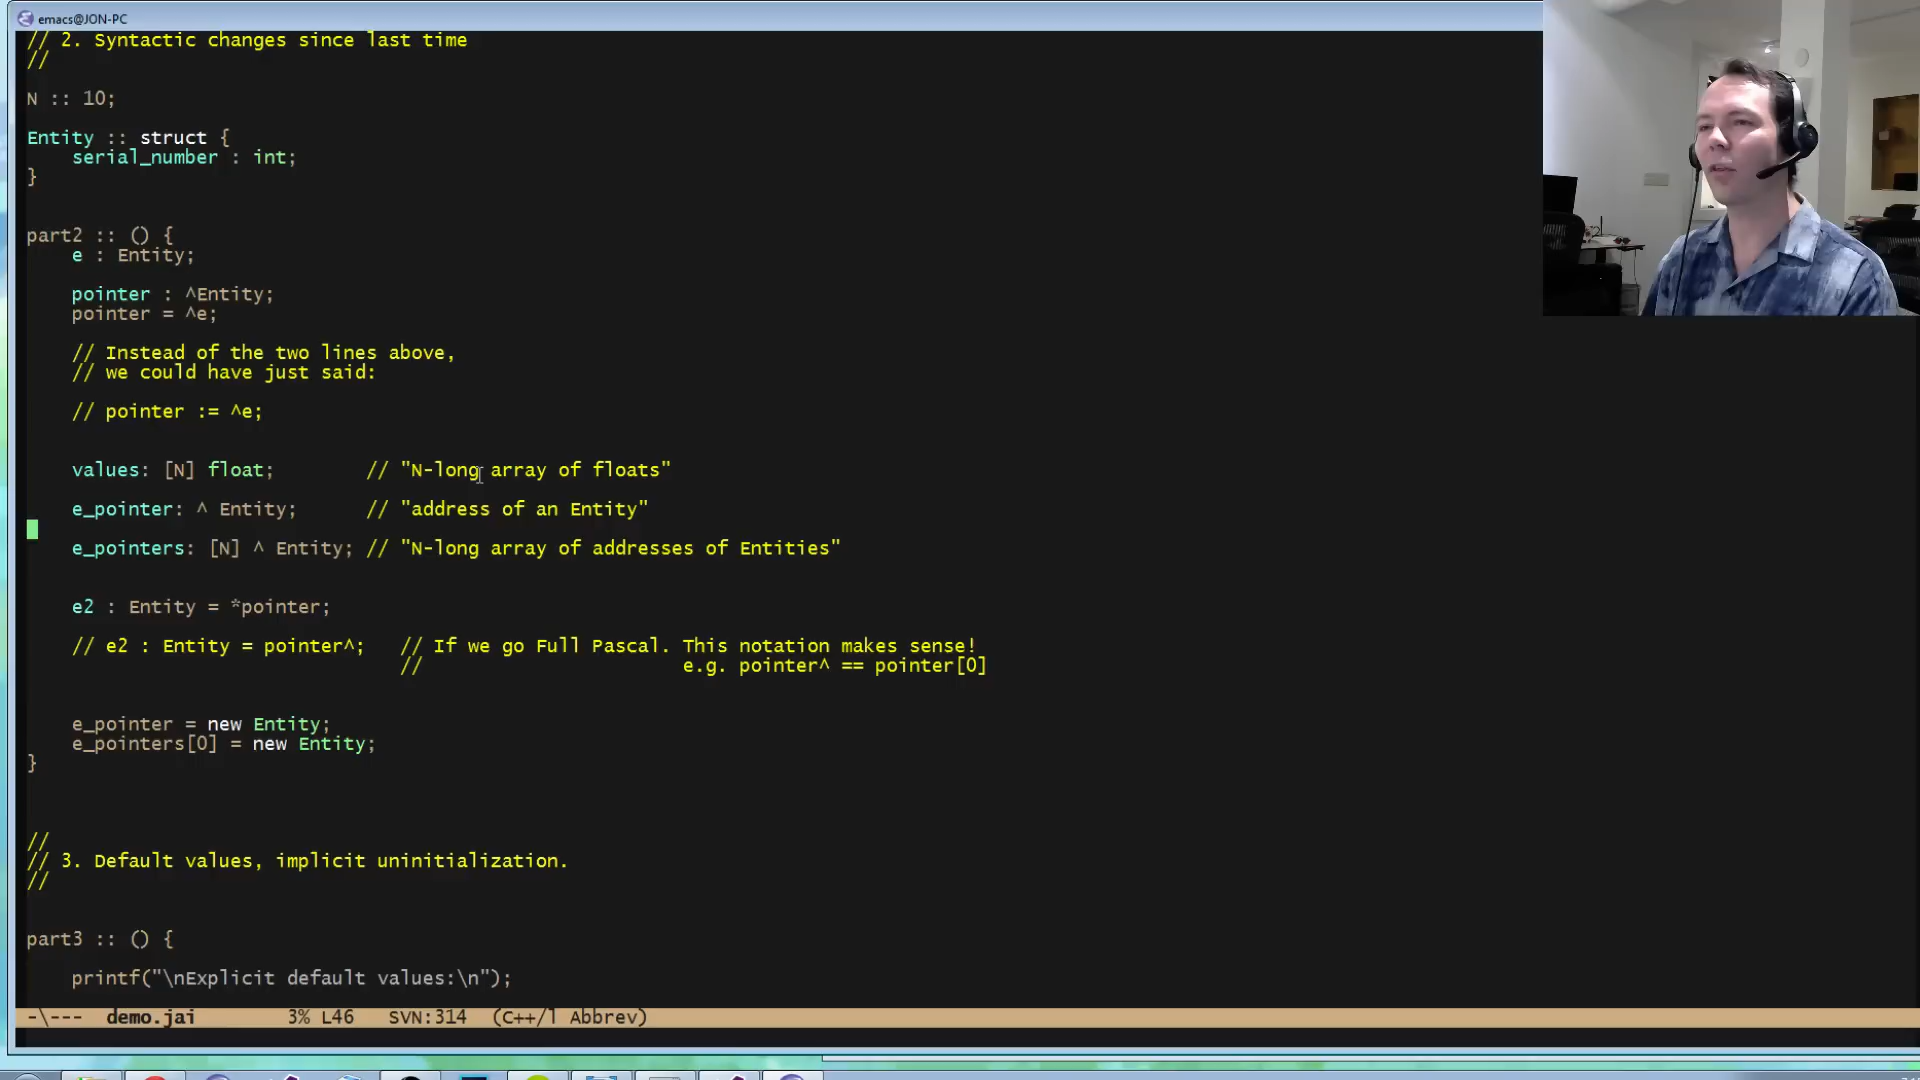 emacs@JON-PC
// 2. Syntactic changes since last time
//
N :: 10;
Entity :: struct {
    serial_number : int;
}
part2 :: () {
    e : Entity;
    pointer : ^Entity;
    pointer = ^e;
    // Instead of the two lines above,
    // we could have just said:
    // pointer := ^e;
    values: [N] float;        // "N-long array of floats"
    e_pointer: ^ Entity;      // "address of an Entity"
    e_pointers: [N] ^ Entity; // "N-long array of addresses of Entities"
    e2 : Entity = *pointer;
    // e2 : Entity = pointer^;   // If we go Full Pascal. This notation makes sense!
                                 //                       e.g. pointer^ == pointer[0]
    e_pointer = new Entity;
    e_pointers[0] = new Entity;
}
//
// 3. Default values, implicit uninitialization.
//
part3 :: () {
    printf("\nExplicit default values:\n");
-\---  demo.jai        3% L46   SVN:314  (C++/l Abbrev)